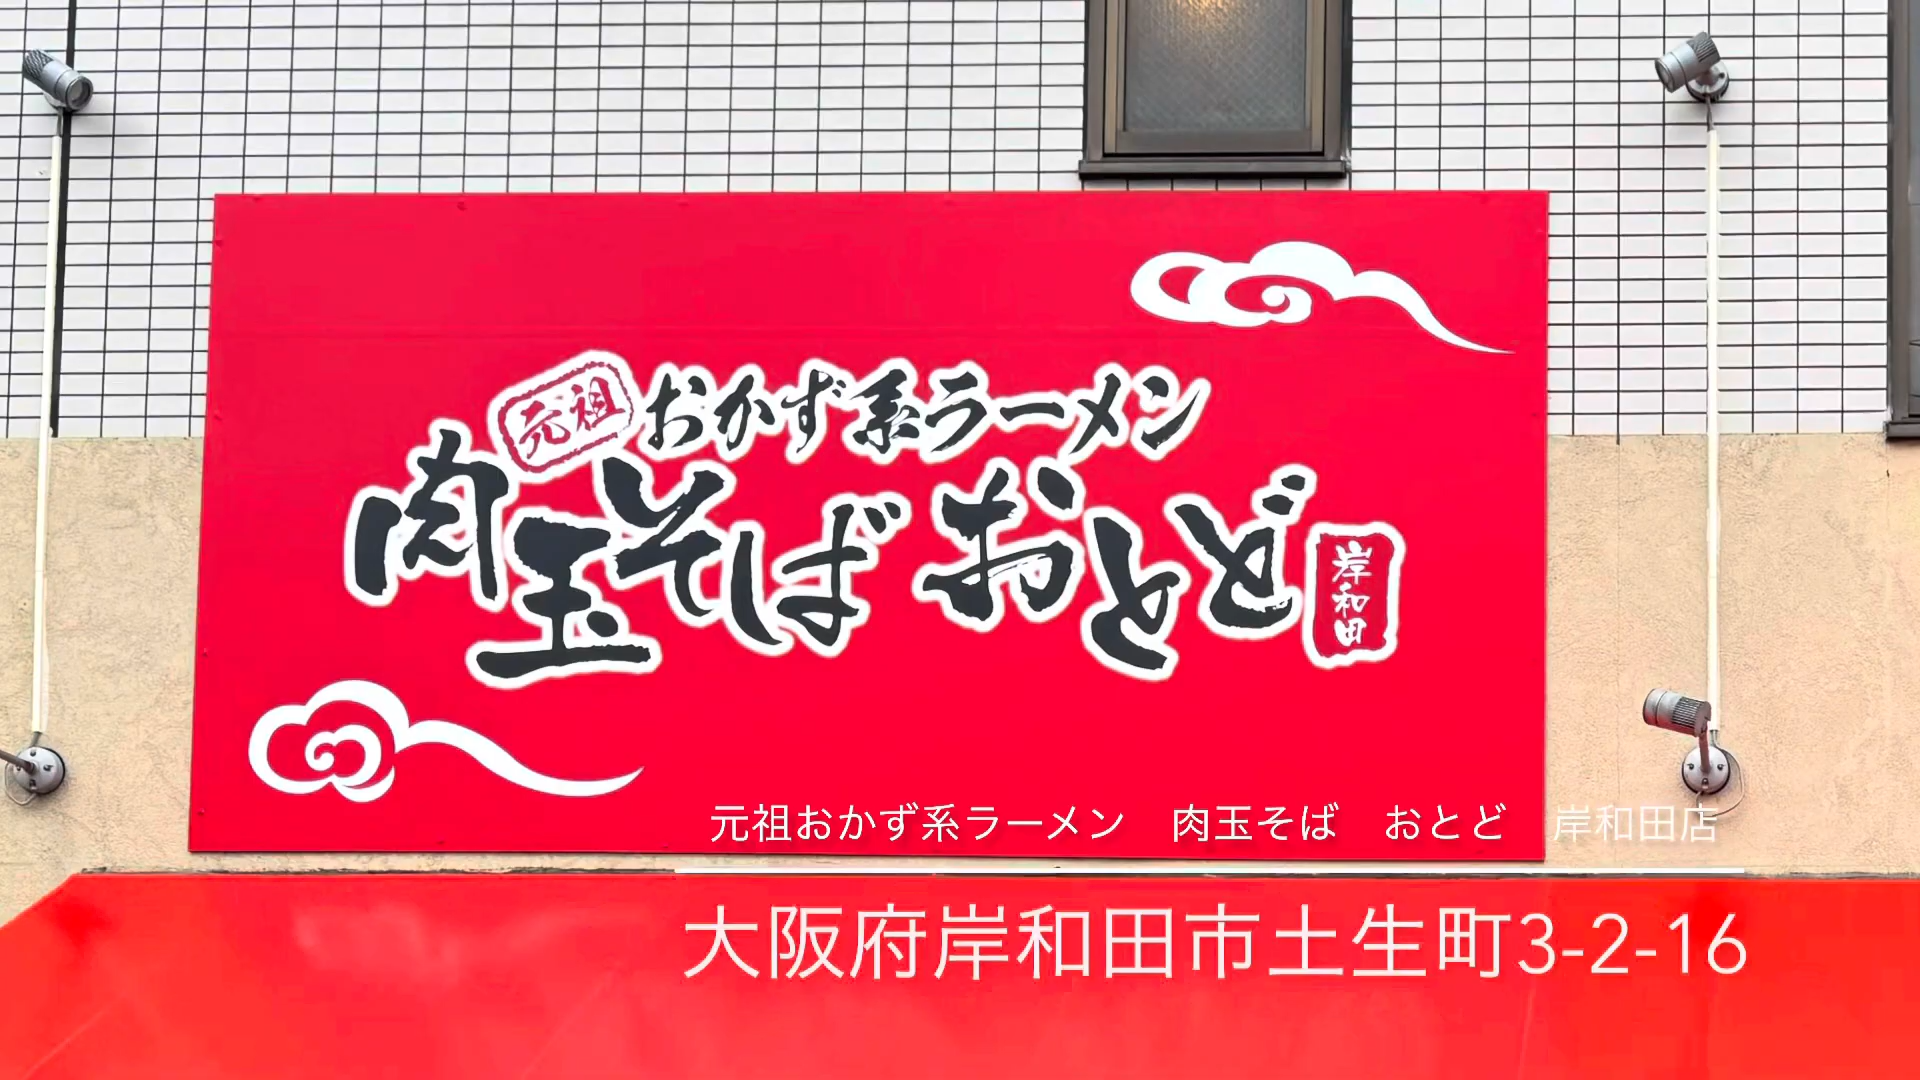 元祖 おかず系ラーメン
肉玉そば おとど 岸和田
元祖おかず系ラーメン　肉玉そば　おとど　岸和田店
大阪府岸和田市土生町3-2-16